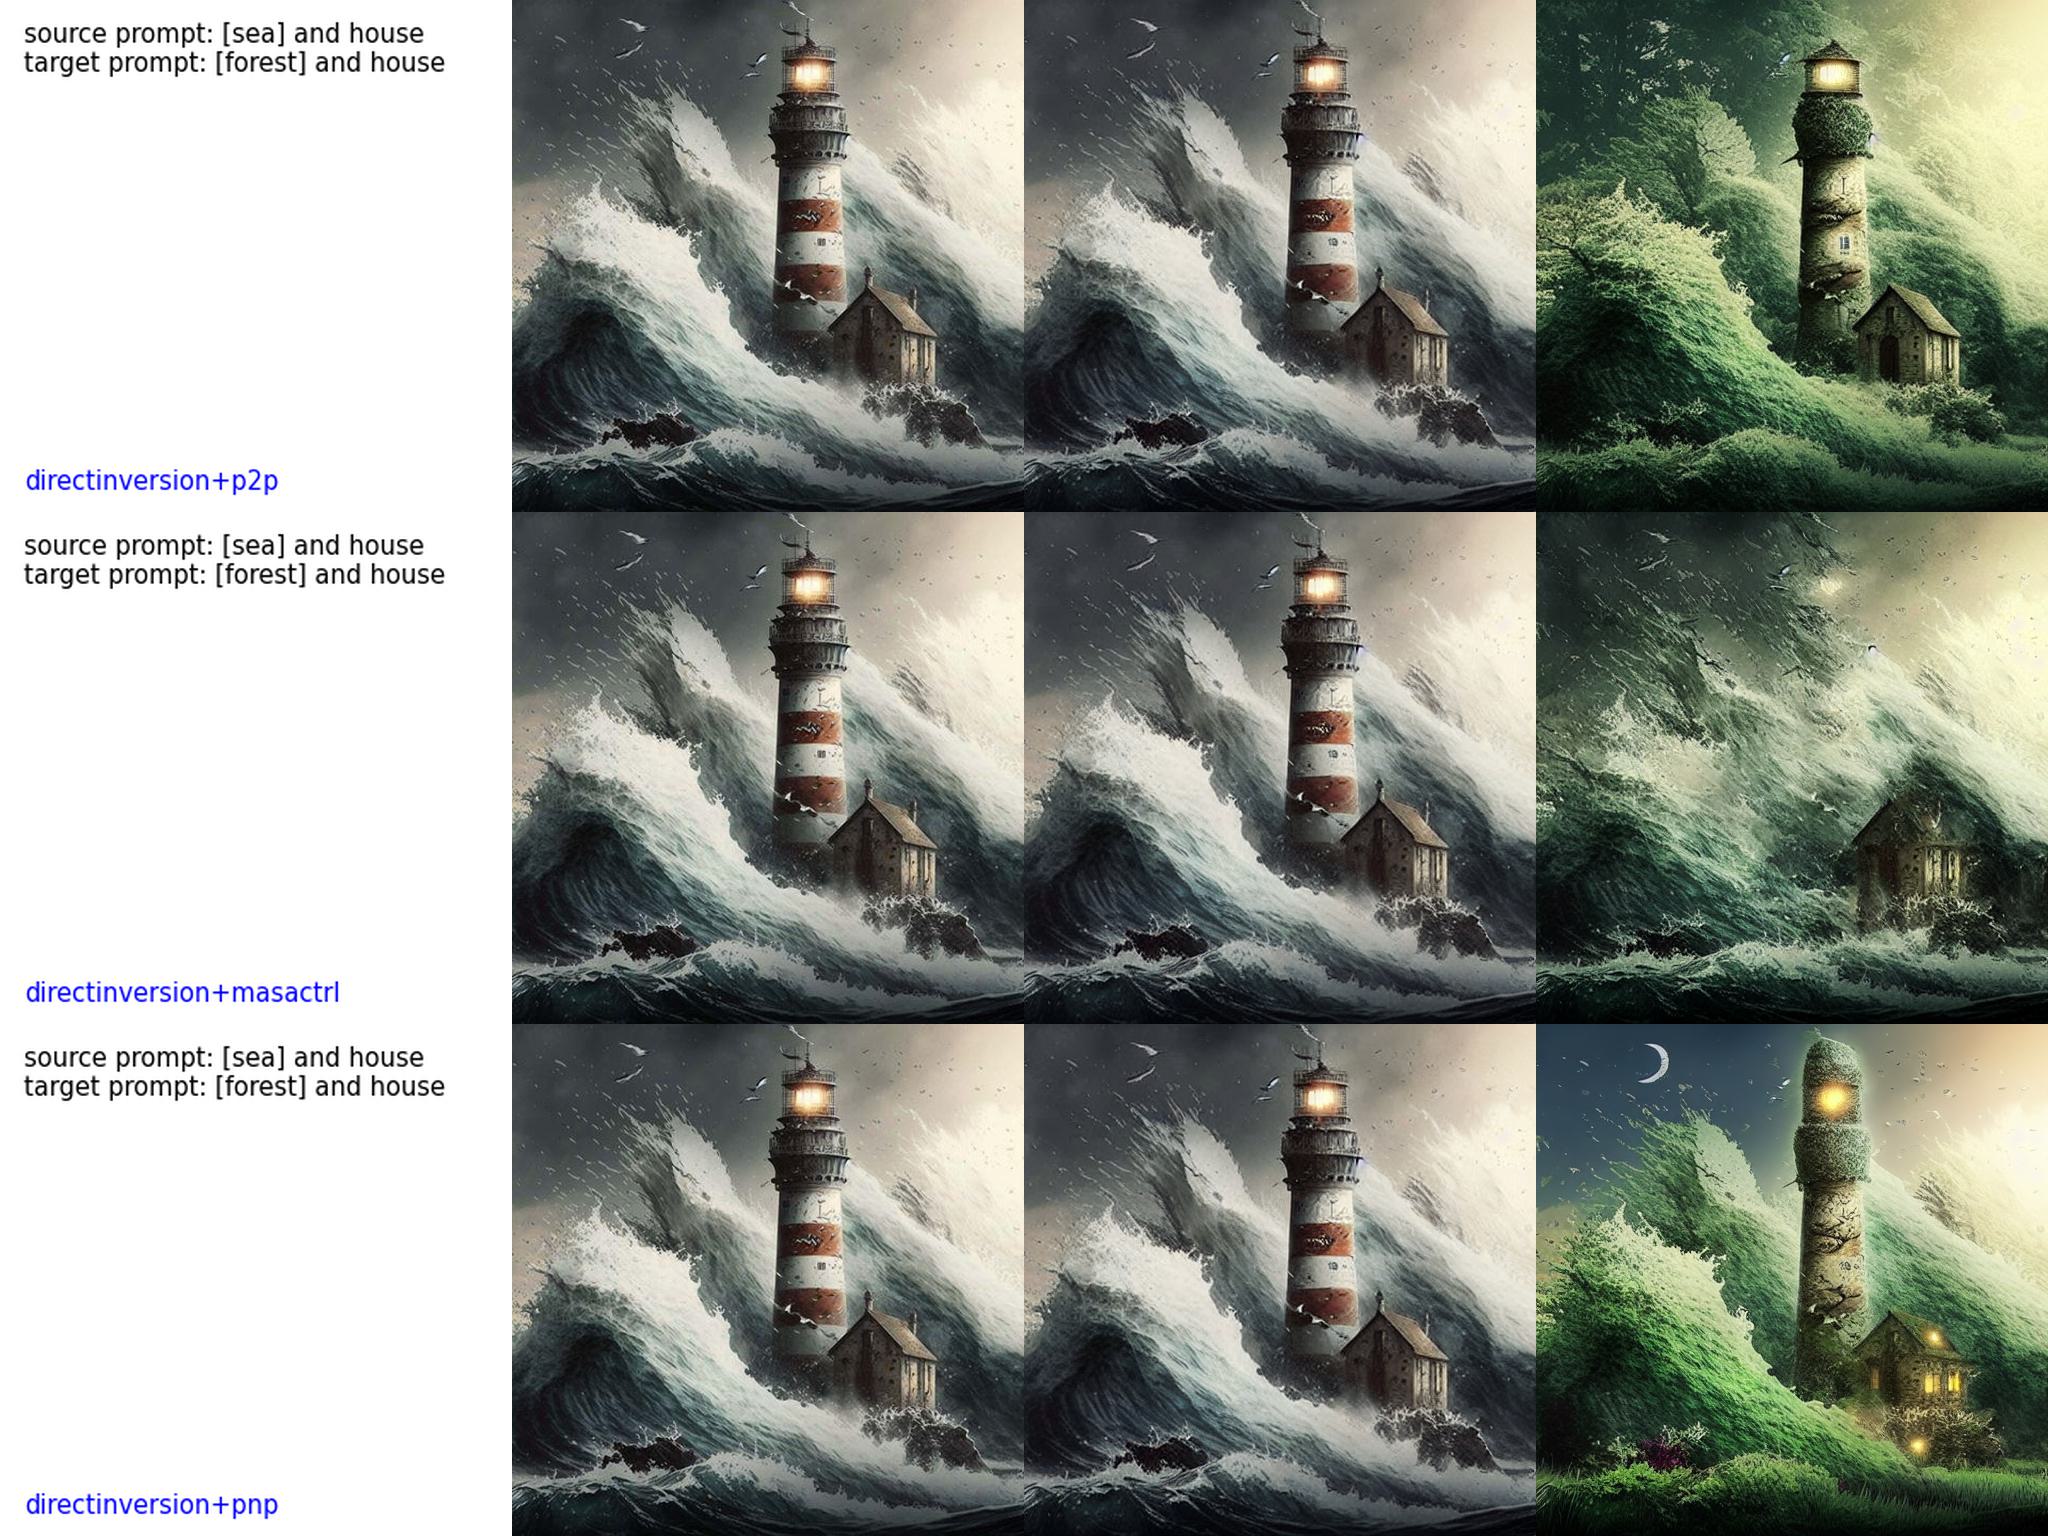 source prompt: [sea] and house
target prompt: [forest] and house
directinversion+p2p
source prompt: [sea] and house
target prompt: [forest] and house
directinversion+masactrl
source prompt: [sea] and house
target prompt: [forest] and house
directinversion+pnp